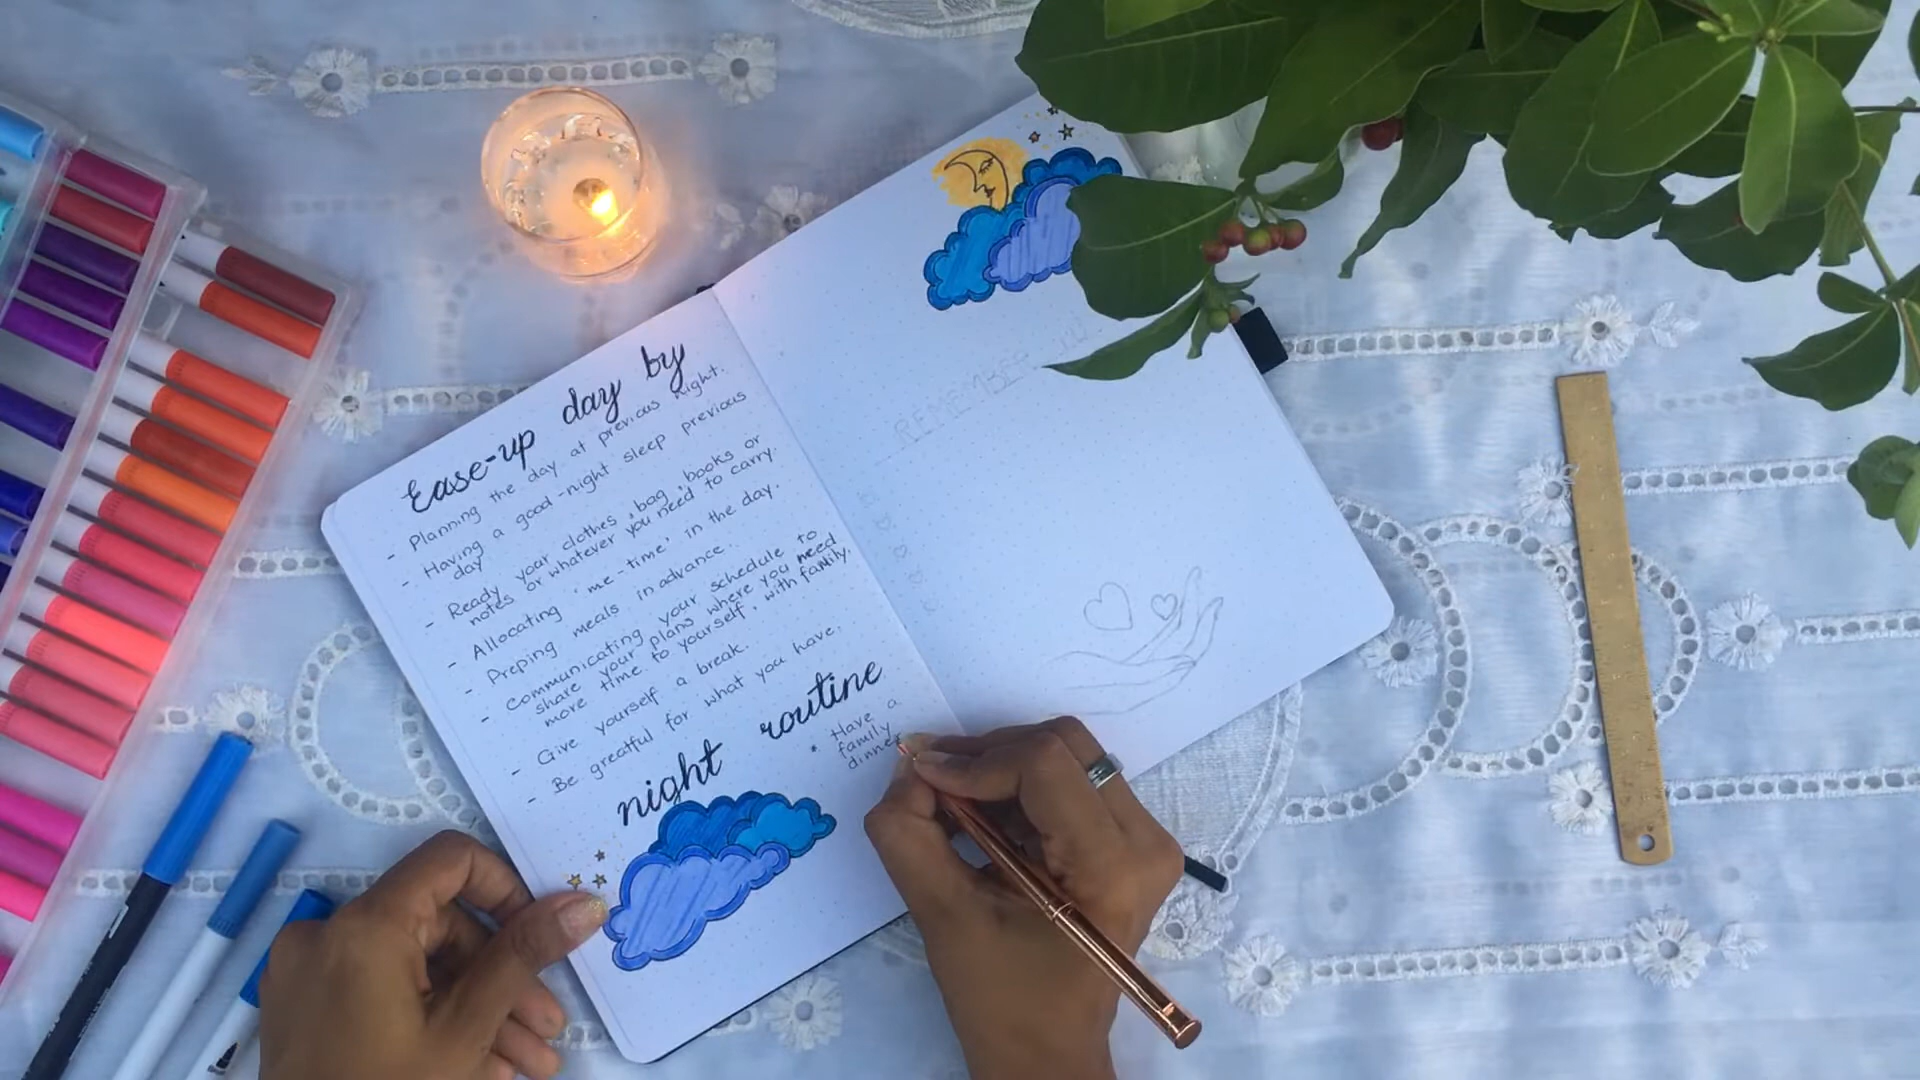 Ease-up day by
- Planning the day at previous night.
- Having a good-night sleep previous
day
- Ready your clothes, bag, books or
notes or whatever you need to carry.
- Allocating 'me-time' in the day.
- Preping meals in advance.
- Communicating your schedule to
share your plans where you need
more time to yourself, with family.
- Give yourself a break.
- Be greatful for what you have.
night routine
• Have a
family
dinner
REMEMBER